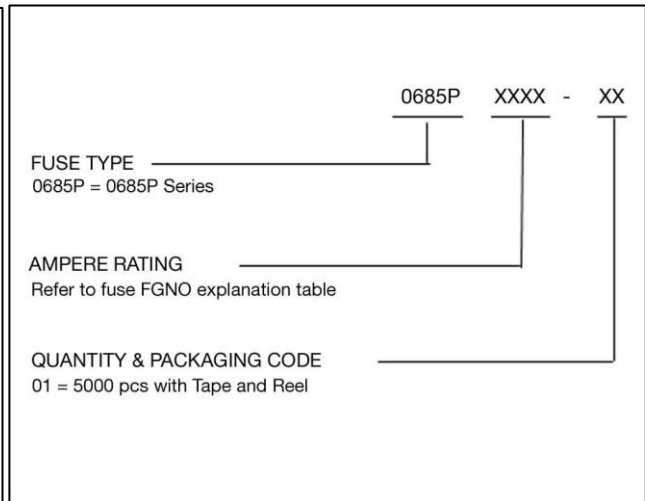 0685P XXXX - XX
FUSE TYPE
0685P = 0685P Series
AMPERE RATING
Refer to fuse FGNO explanation table
QUANTITY & PACKAGING CODE
01 = 5000 pcs with Tape and Reel